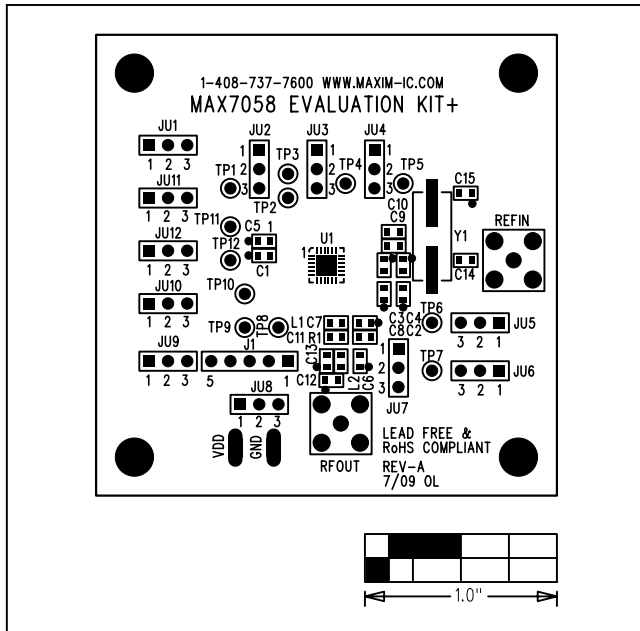 1-408-737-7600 WWW.MAXIM-IC.COM
MAX7058 EVALUATION KIT+
JU1
1 2 3
JU2
1
2
3
JU3
1
2
3
JU4
1
2
3
TP3
TP1
TP2
TP4
TP5
C15
JU11
1 2 3
C10
C9
REFIN
TP11
C5 1
U1
1
Y1
JU12
1 2 3
TP12
C1
C14
JU10
1 2 3
TP10
TP9
TP8
L1 C7
C11 R1
C3 C4
C8 C2
TP6
JU5
3 2 1
JU9
1 2 3
J1
5 1
C13
C12
L2
C6
1
2
3
JU7
TP7
JU6
3 2 1
JU8
1 2 3
VDD
GND
RFOUT
LEAD FREE &
RoHS COMPLIANT
REV-A
7/09 OL
1.0"